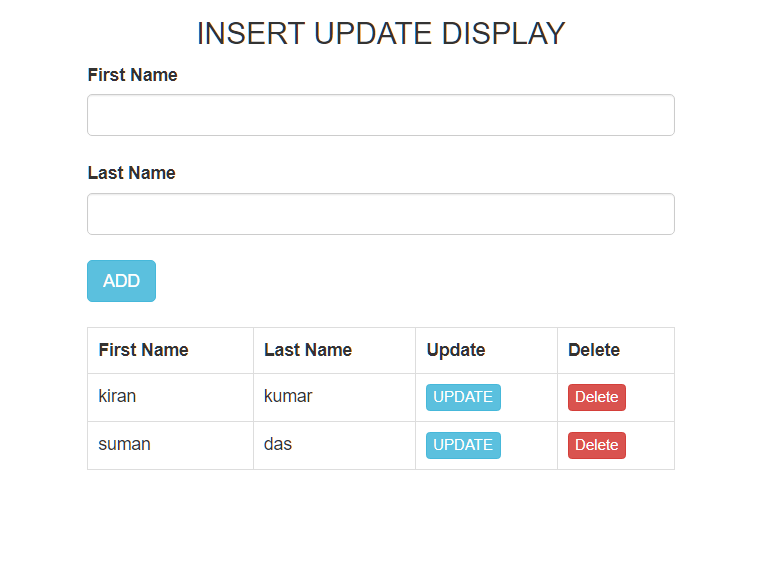 INSERT UPDATE DISPLAY
First Name
Last Name
ADD
First Name Last Name Update Delete
kiran kumar UPDATE Delete
suman das UPDATE Delete